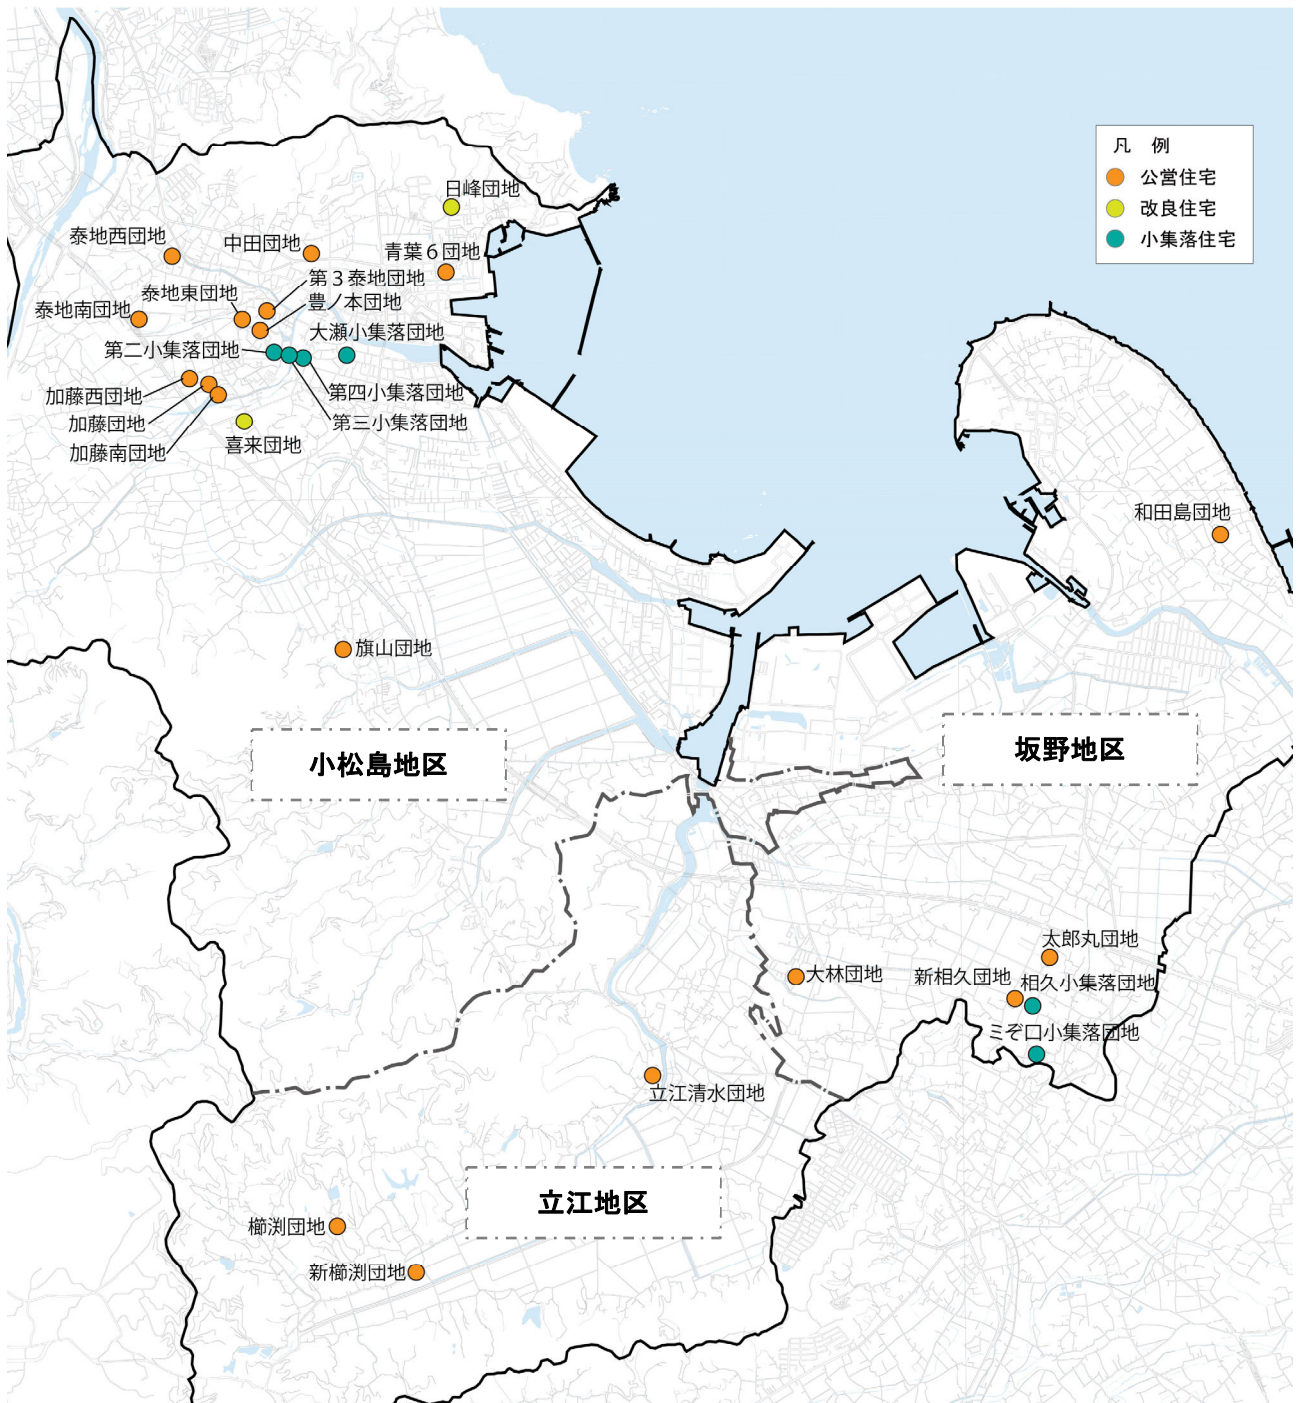 凡 例
公営住宅
改良住宅
小集落住宅
日峰団地
泰地西団地
中田団地
青葉６団地
第３泰地団地
泰地東団地
豊ノ本団地
泰地南団地
大瀬小集落団地
第二小集落団地
加藤西団地
第四小集落団地
加藤団地
第三小集落団地
加藤南団地
喜来団地
和田島団地
旗山団地
小松島地区
坂野地区
太郎丸団地
大林団地
新相久団地
相久小集落団地
ミぞ口小集落団地
立江清水団地
立江地区
櫛渕団地
新櫛渕団地